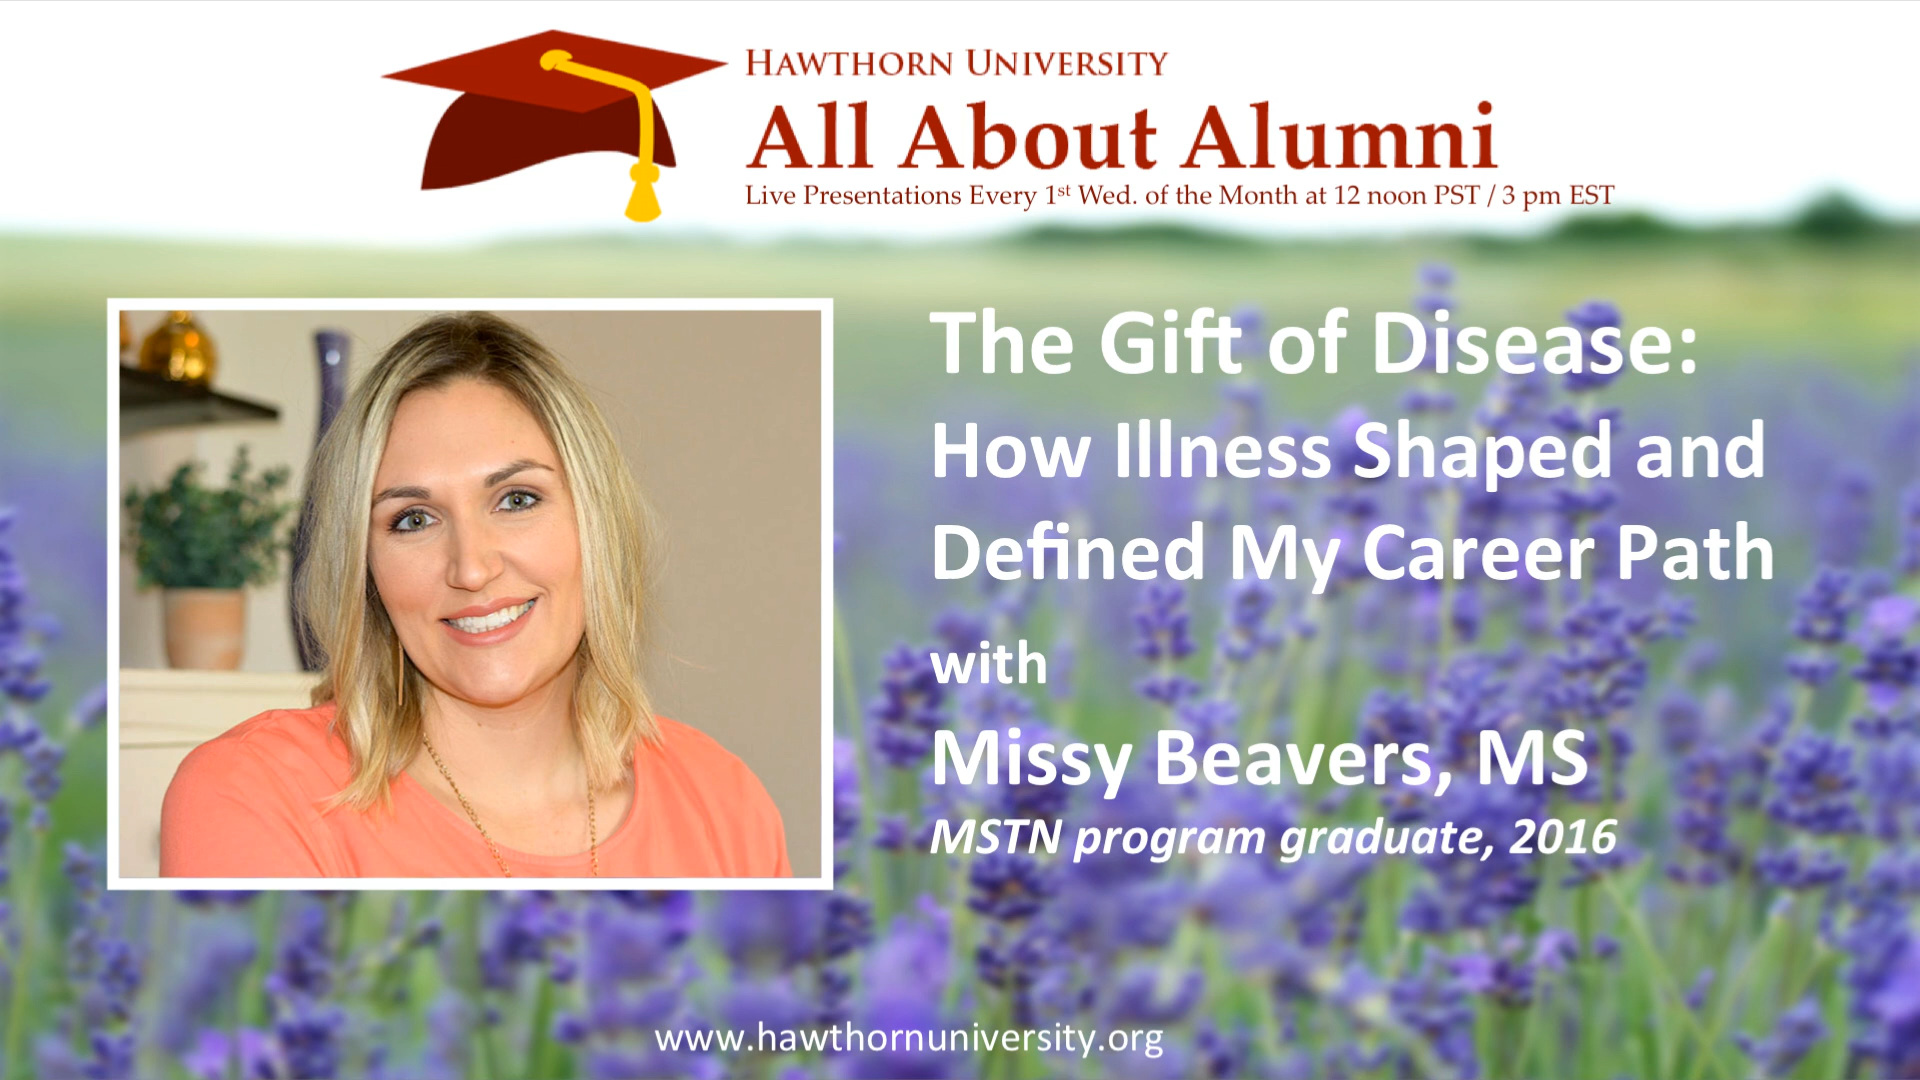 HAWTHORN UNIVERSITY
All About Alumni
Live Presentations Every 1st Wed. of the Month at 12 noon PST / 3 pm EST
The Gift of Disease:
How Illness Shaped and
Defined My Career Path
with
Missy Beavers, MS
MSTN program graduate, 2016
www.hawthornuniversity.org